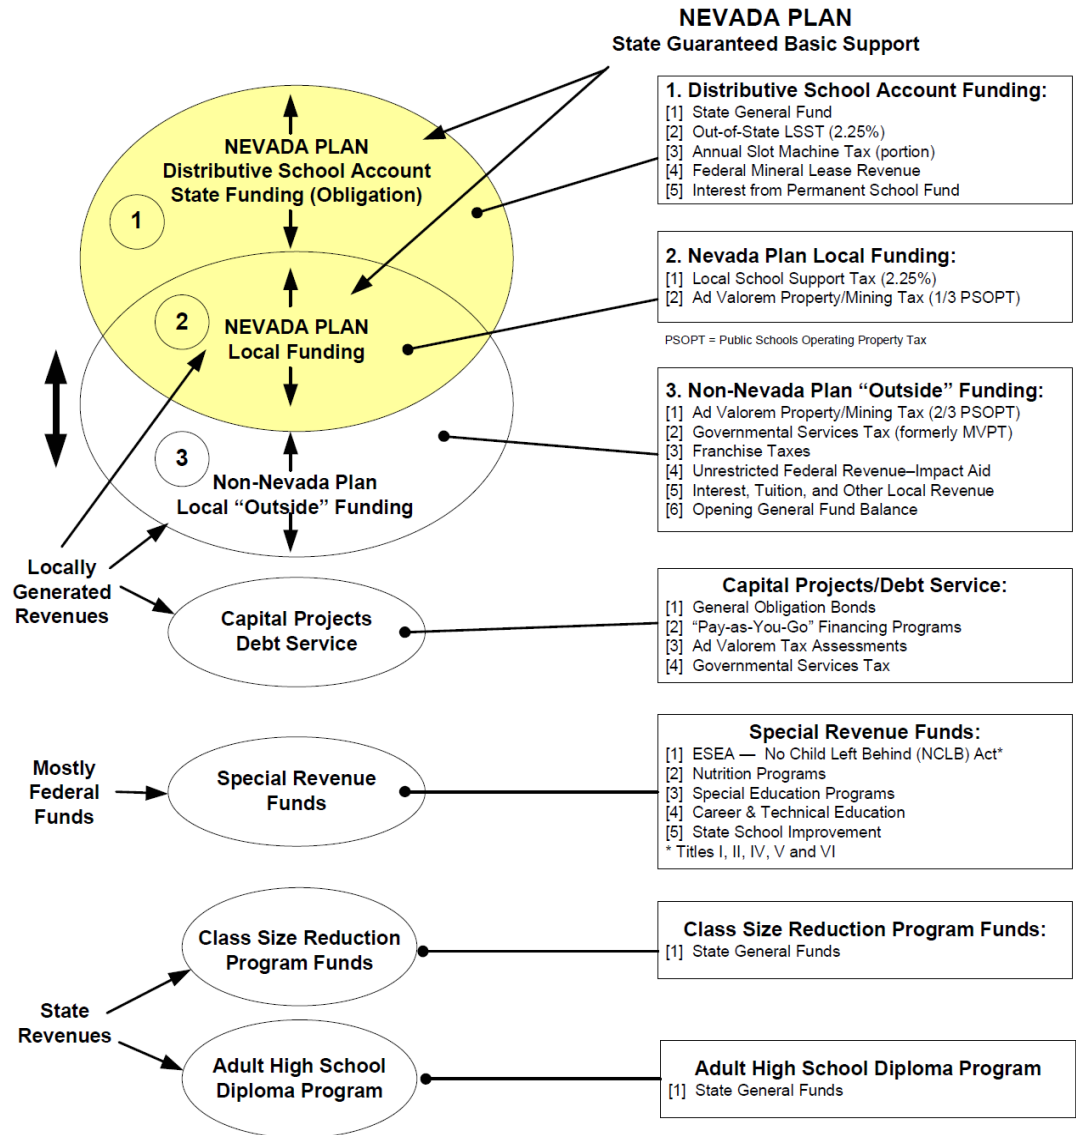 NEVADA PLAN
State Guaranteed Basic Support
NEVADA PLAN
Distributive School Account
State Funding (Obligation)
1
1. Distributive School Account Funding:
[1] State General Fund
[2] Out-of-State LSST (2.25%)
[3] Annual Slot Machine Tax (portion)
[4] Federal Mineral Lease Revenue
[5] Interest from Permanent School Fund
2
NEVADA PLAN
Local Funding
2. Nevada Plan Local Funding:
[1] Local School Support Tax (2.25%)
[2] Ad Valorem Property/Mining Tax (1/3 PSOPT)
PSOPT = Public Schools Operating Property Tax
3
Non-Nevada Plan
Local “Outside” Funding
3. Non-Nevada Plan “Outside” Funding:
[1] Ad Valorem Property/Mining Tax (2/3 PSOPT)
[2] Governmental Services Tax (formerly MVPT)
[3] Franchise Taxes
[4] Unrestricted Federal Revenue–Impact Aid
[5] Interest, Tuition, and Other Local Revenue
[6] Opening General Fund Balance
Locally
Generated
Revenues
Capital Projects
Debt Service
Capital Projects/Debt Service:
[1] General Obligation Bonds
[2] “Pay-as-You-Go” Financing Programs
[3] Ad Valorem Tax Assessments
[4] Governmental Services Tax
Mostly
Federal
Funds
Special Revenue
Funds
Special Revenue Funds:
[1] ESEA — No Child Left Behind (NCLB) Act*
[2] Nutrition Programs
[3] Special Education Programs
[4] Career & Technical Education
[5] State School Improvement
* Titles I, II, IV, V and VI
State
Revenues
Class Size Reduction
Program Funds
Class Size Reduction Program Funds:
[1] State General Funds
Adult High School
Diploma Program
Adult High School Diploma Program
[1] State General Funds